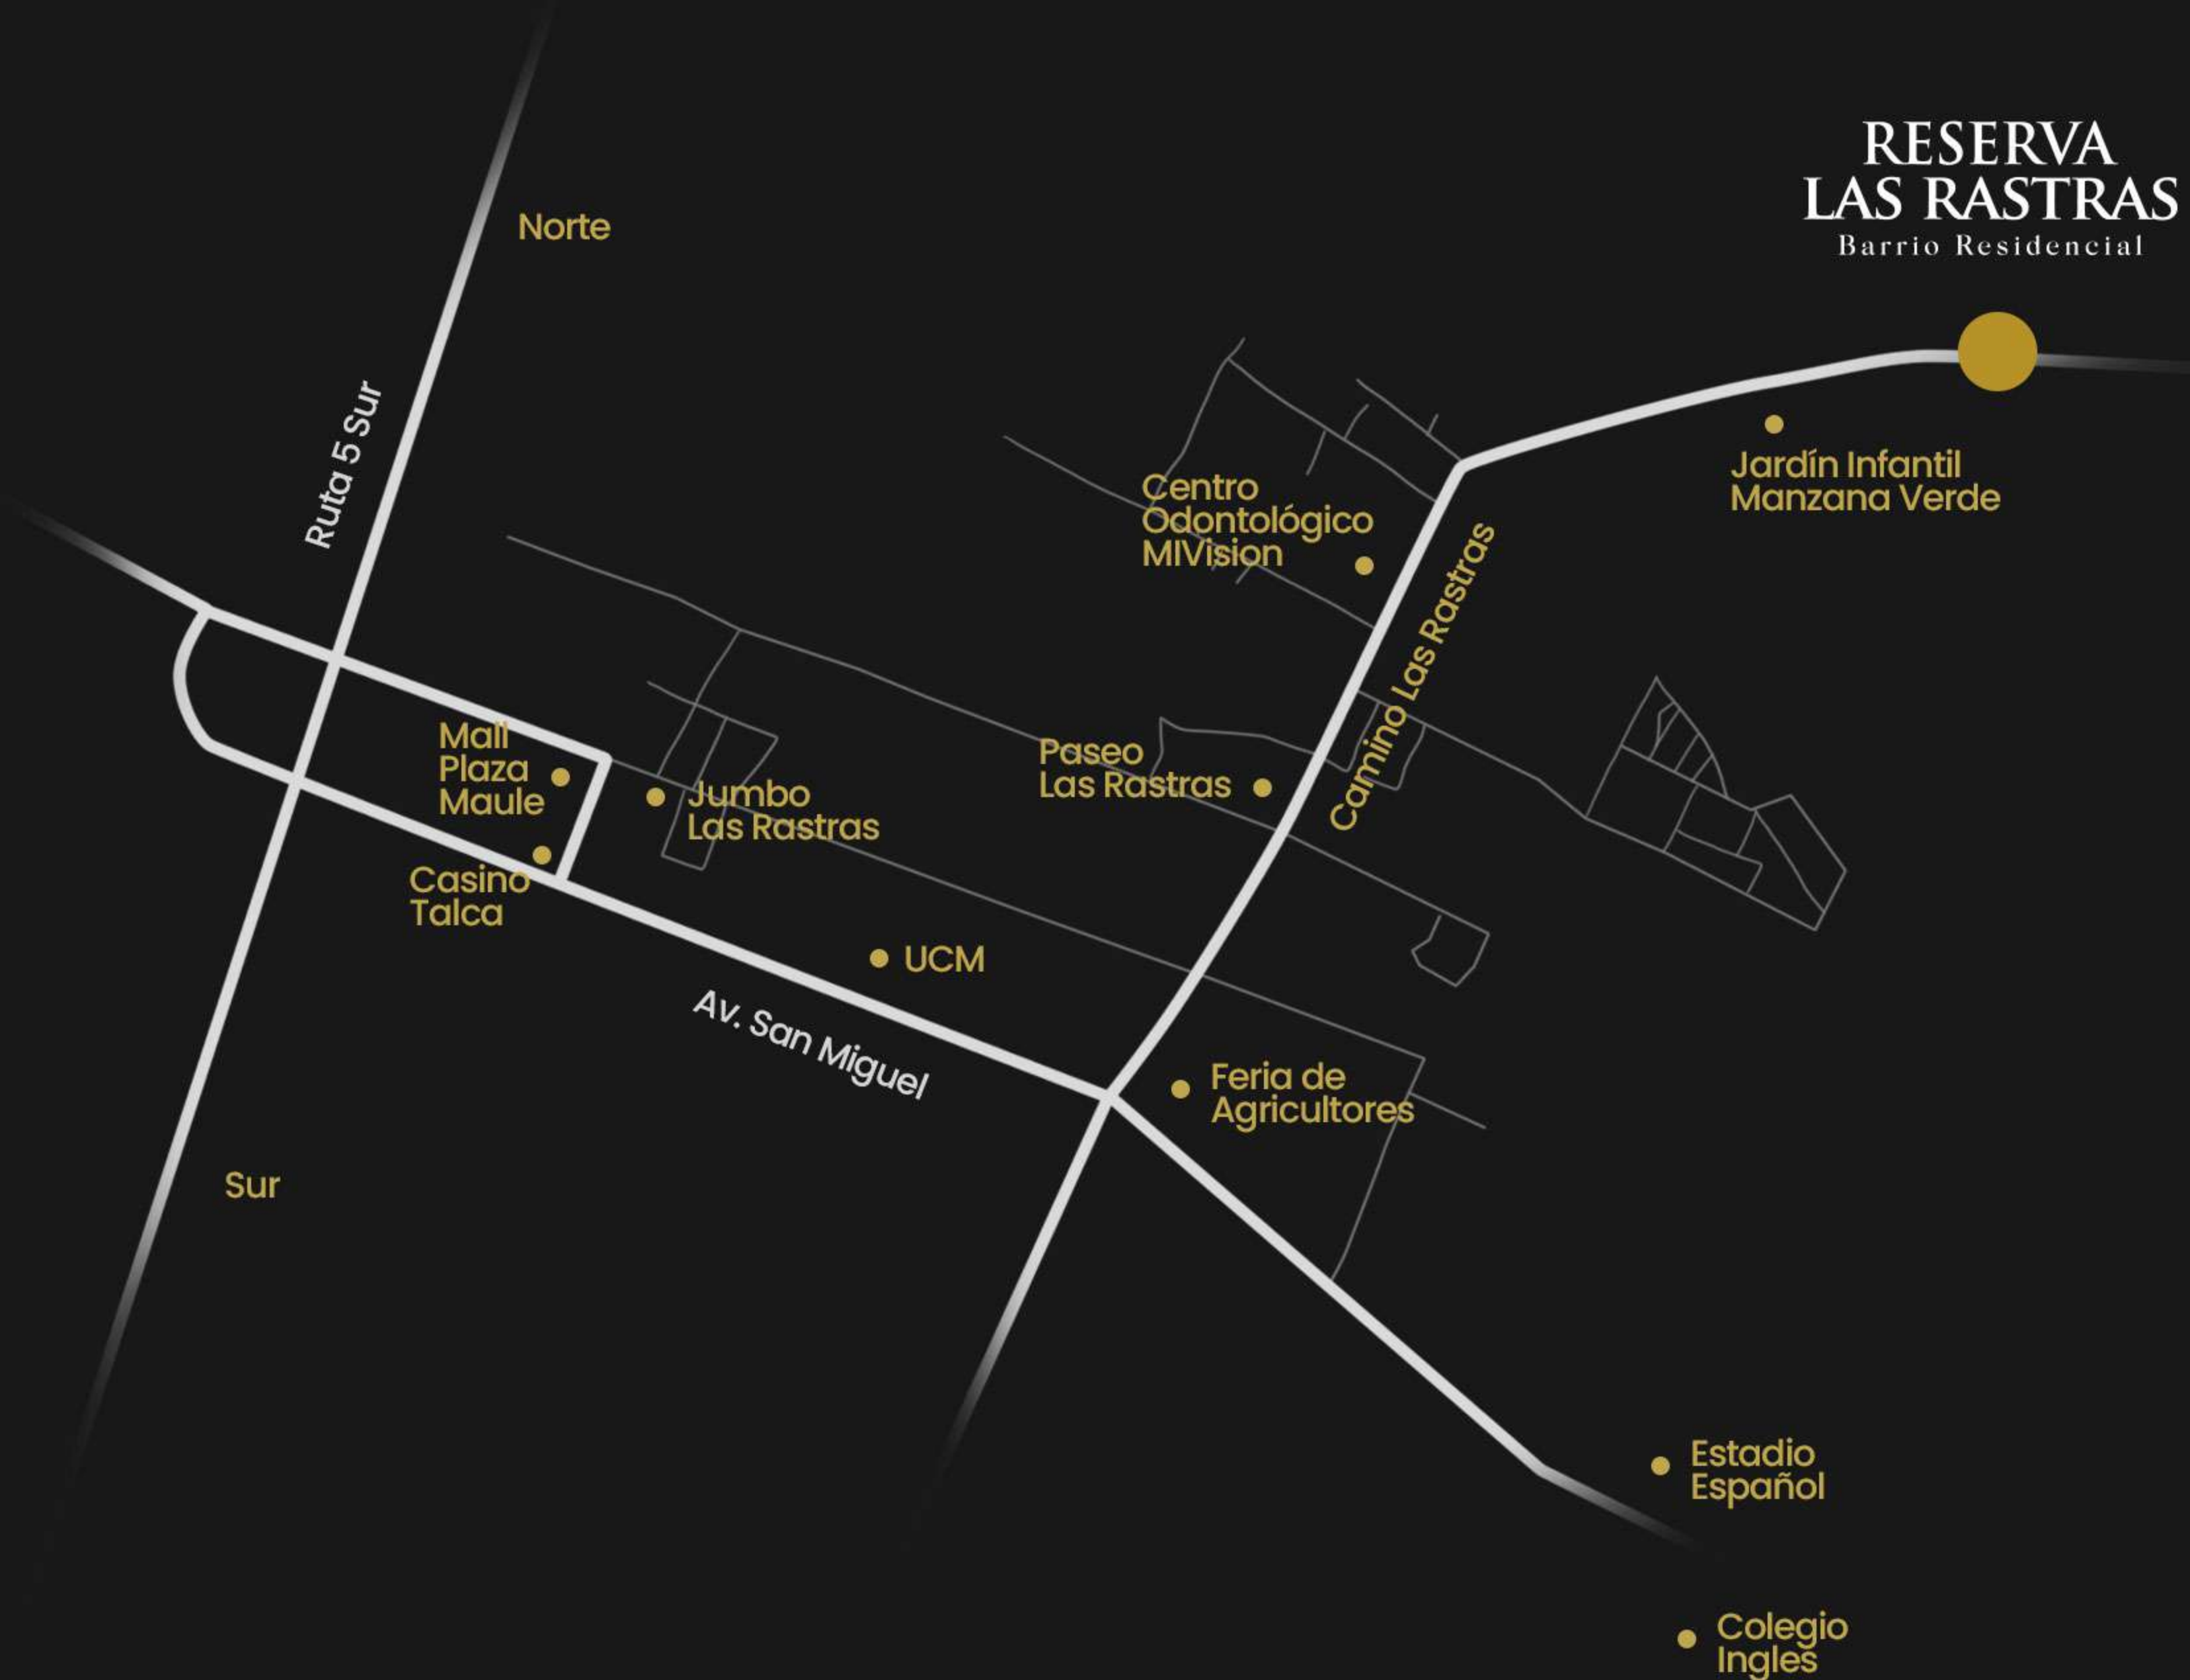 RESERVA
LAS RASTRAS
Barrio Residencial
Norte
Ruta 5 Sur
Jardín Infantil
Manzana Verde
Centro
Odontológico
MIVision
Camino Las Rastras
Mall
Plaza
Maule
Paseo
Las Rastras
Jumbo
Las Rastras
Casino
Talca
UCM
Av. San Miguel
Feria de
Agricultores
Sur
Estadio
Español
Colegio
Ingles